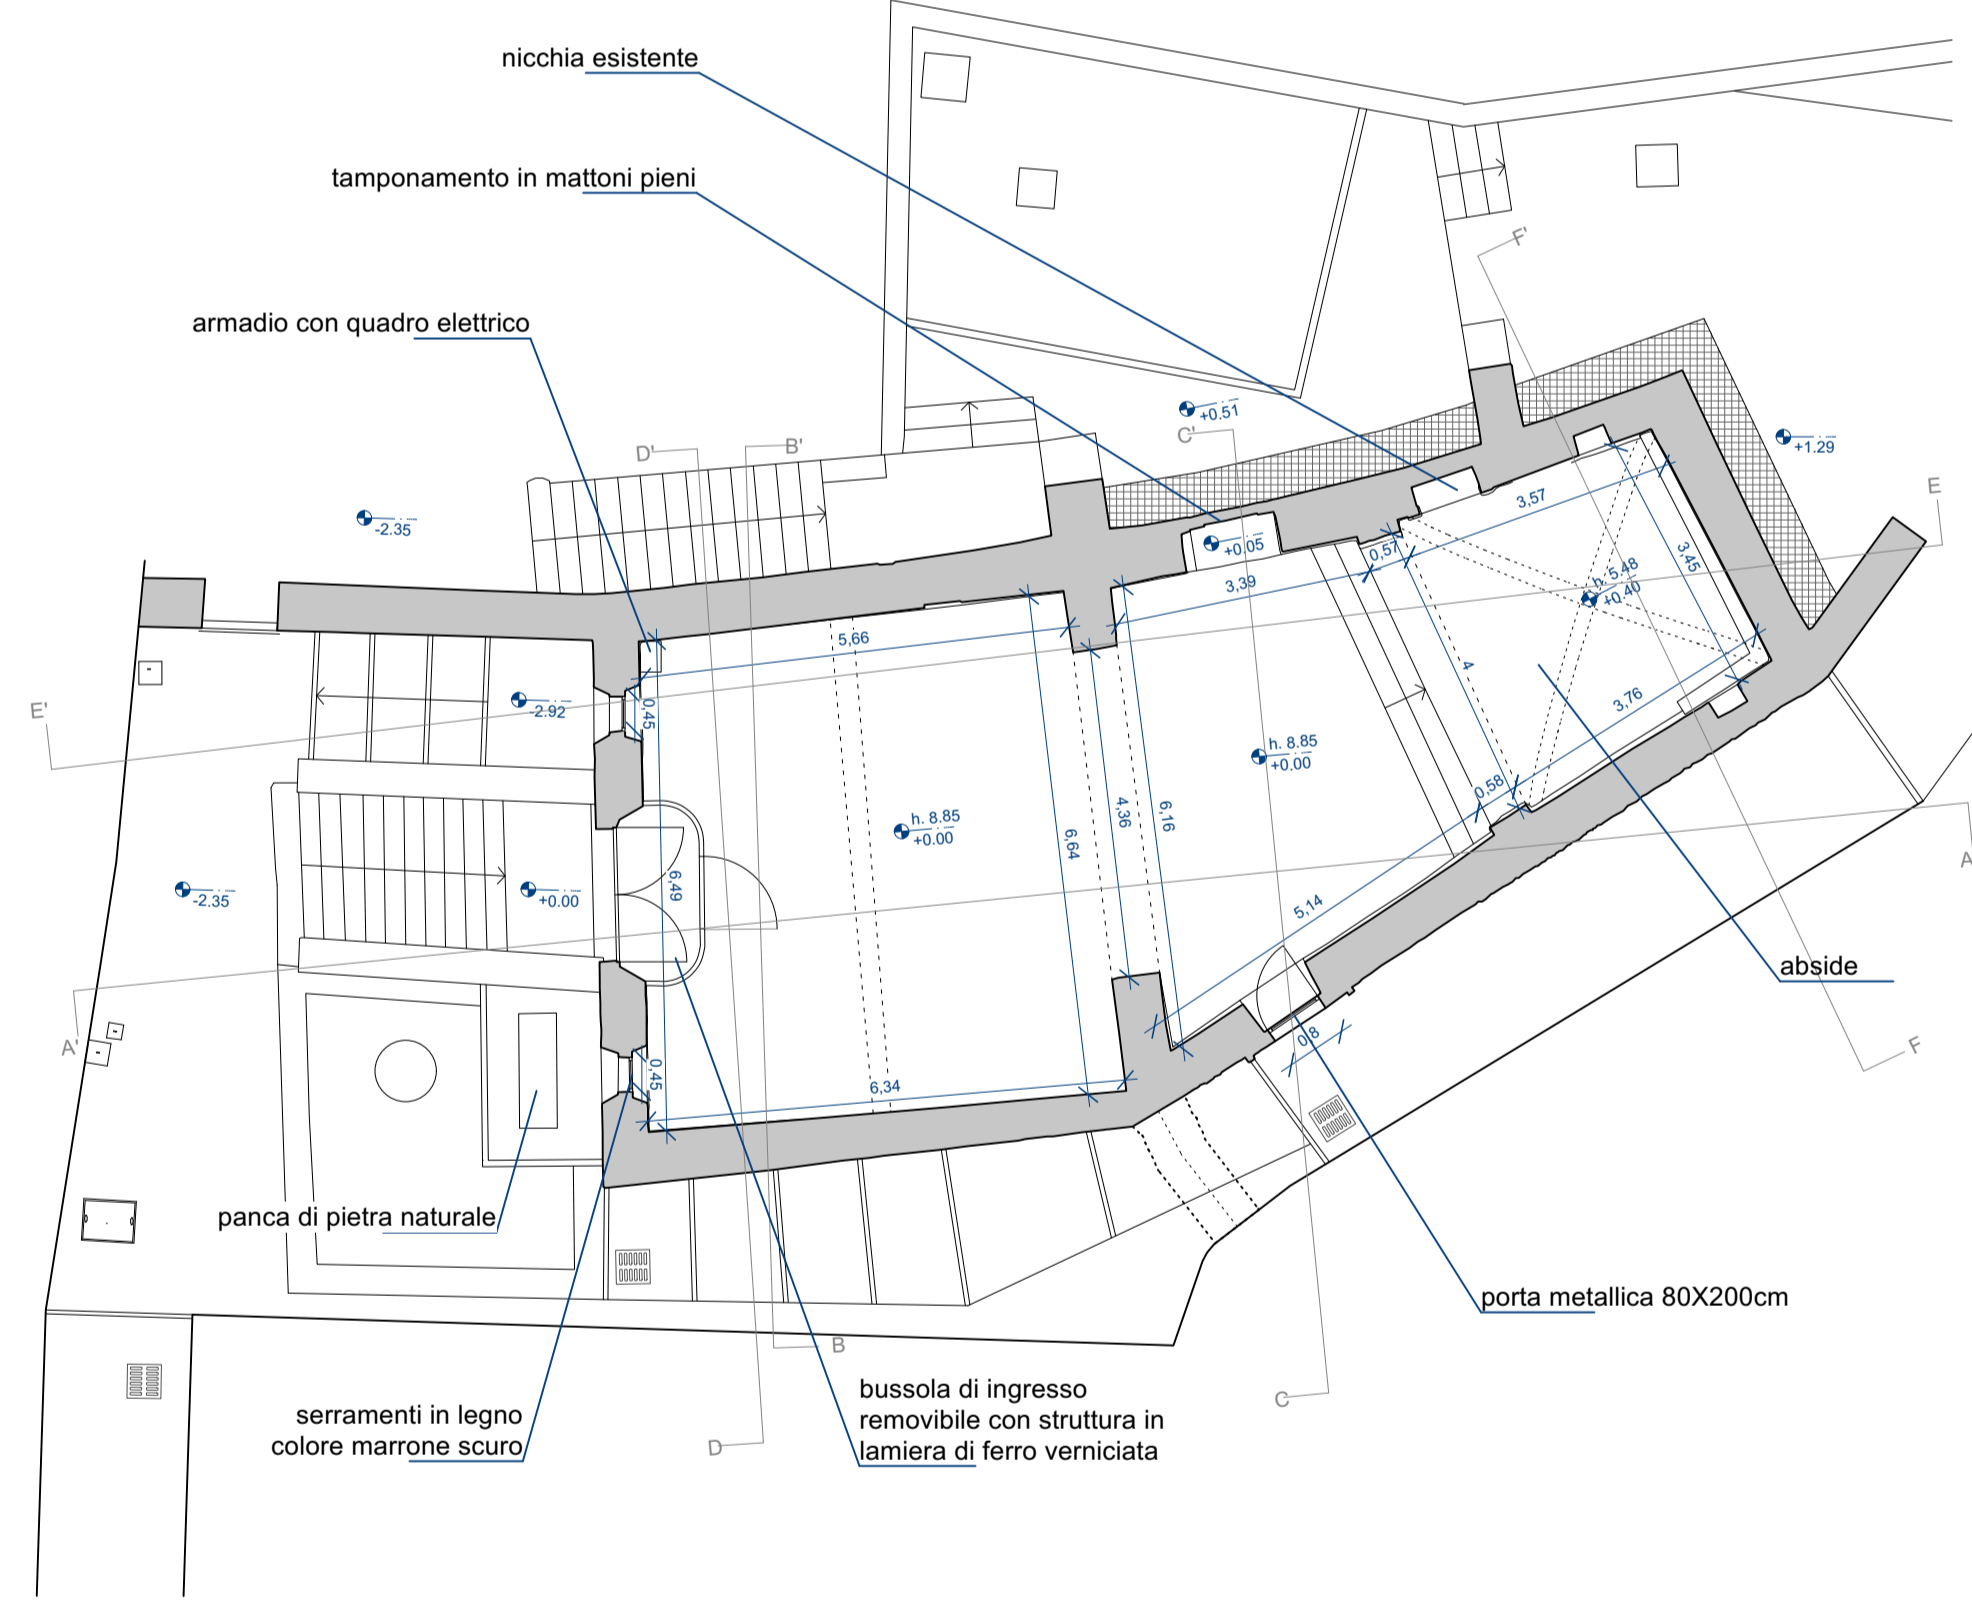 nicchia esistente
tamponamento in mattoni pieni
armadio con quadro elettrico
F'
+0.51
C'
+1.29
D'
B'
E
-2.35
3,57
+0.05
0,57
3,45
h. 5.48
+0.40
3,39
5,66
4
E'
-2.92
0,45
3,76
h. 8.85
+0.00
0,58
h. 8.85
+0.00
4,36
6,16
6,64
A
-2.35
+0.00
6,49
5,14
abside
A'
0,8
F
0,45
6,34
panca di pietra naturale
porta metallica 80X200cm
B
bussola di ingresso
removibile con struttura in
lamiera di ferro verniciata
C
serramenti in legno
colore marrone scuro
D